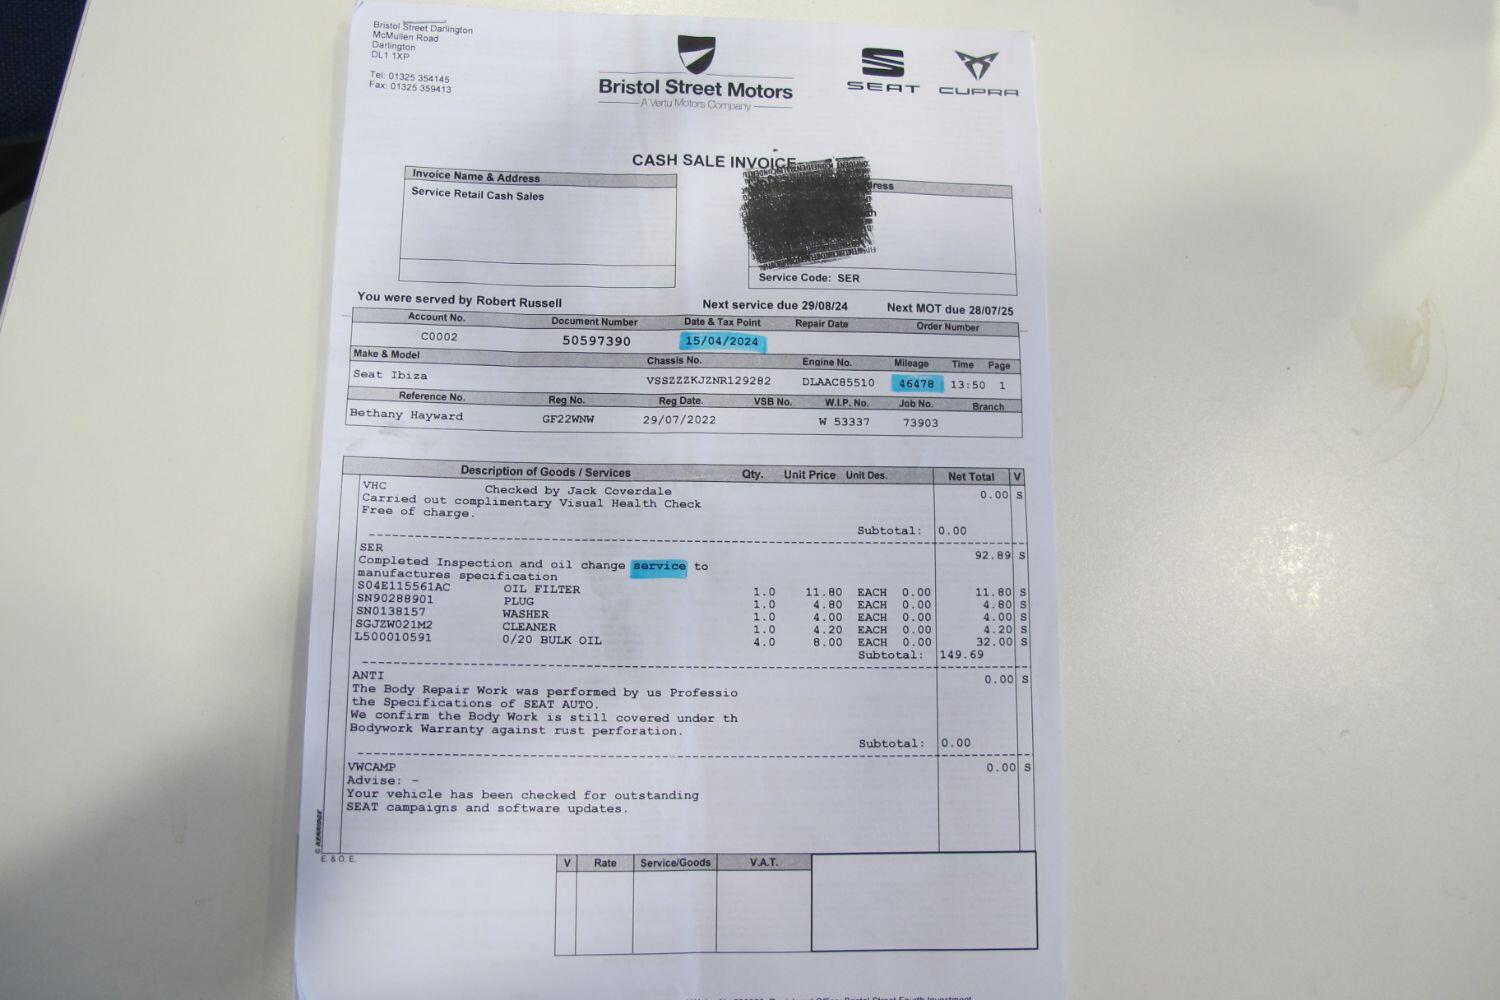 Bristol Street Darlington
McMullen Road
Darlington
DL1 1XP
Tel: 01325 354145
Fax: 01325 359413
Bristol Street Motors
A Vertu Motors Company
SEAT
CUPRA
CASH SALE INVOICE
Invoice Name & Address
Service Retail Cash Sales
Service Code: SER
You were served by Robert Russell
Next service due 29/08/24
Next MOT due 28/07/25
Account No. Document Number Date & Tax Point Repair Date Order Number
C0002 50597390 15/04/2024
Make & Model Chassis No. Engine No. Mileage Time Page
Seat Ibiza VSSZZZKJZNR129282 DLAAC85510 46478 13:50 1
Reference No. Reg No. Reg Date. VSB No. W.I.P. No. Job No. Branch
Bethany Hayward GF22WNW 29/07/2022 W 53337 73903
Description of Goods / Services Qty. Unit Price Unit Des. Net Total V
VHC Checked by Jack Coverdale 0.00 S
Carried out complimentary Visual Health Check
Free of charge.
Subtotal: 0.00
SER 92.89 S
Completed Inspection and oil change service to
manufactures specification
S04E115561AC OIL FILTER 1.0 11.80 EACH 0.00 11.80 S
SN90288901 PLUG 1.0 4.80 EACH 0.00 4.80 S
SN0138157 WASHER 1.0 4.00 EACH 0.00 4.00 S
SGJZW021M2 CLEANER 1.0 4.20 EACH 0.00 4.20 S
L500010591 0/20 BULK OIL 4.0 8.00 EACH 0.00 32.00 S
Subtotal: 149.69
ANTI 0.00 S
The Body Repair Work was performed by us Professio
the Specifications of SEAT AUTO.
We confirm the Body Work is still covered under th
Bodywork Warranty against rust perforation.
Subtotal: 0.00
VWCAMP 0.00 S
Advise: -
Your vehicle has been checked for outstanding
SEAT campaigns and software updates.
E. & O. E.
V Rate Service/Goods V.A.T.